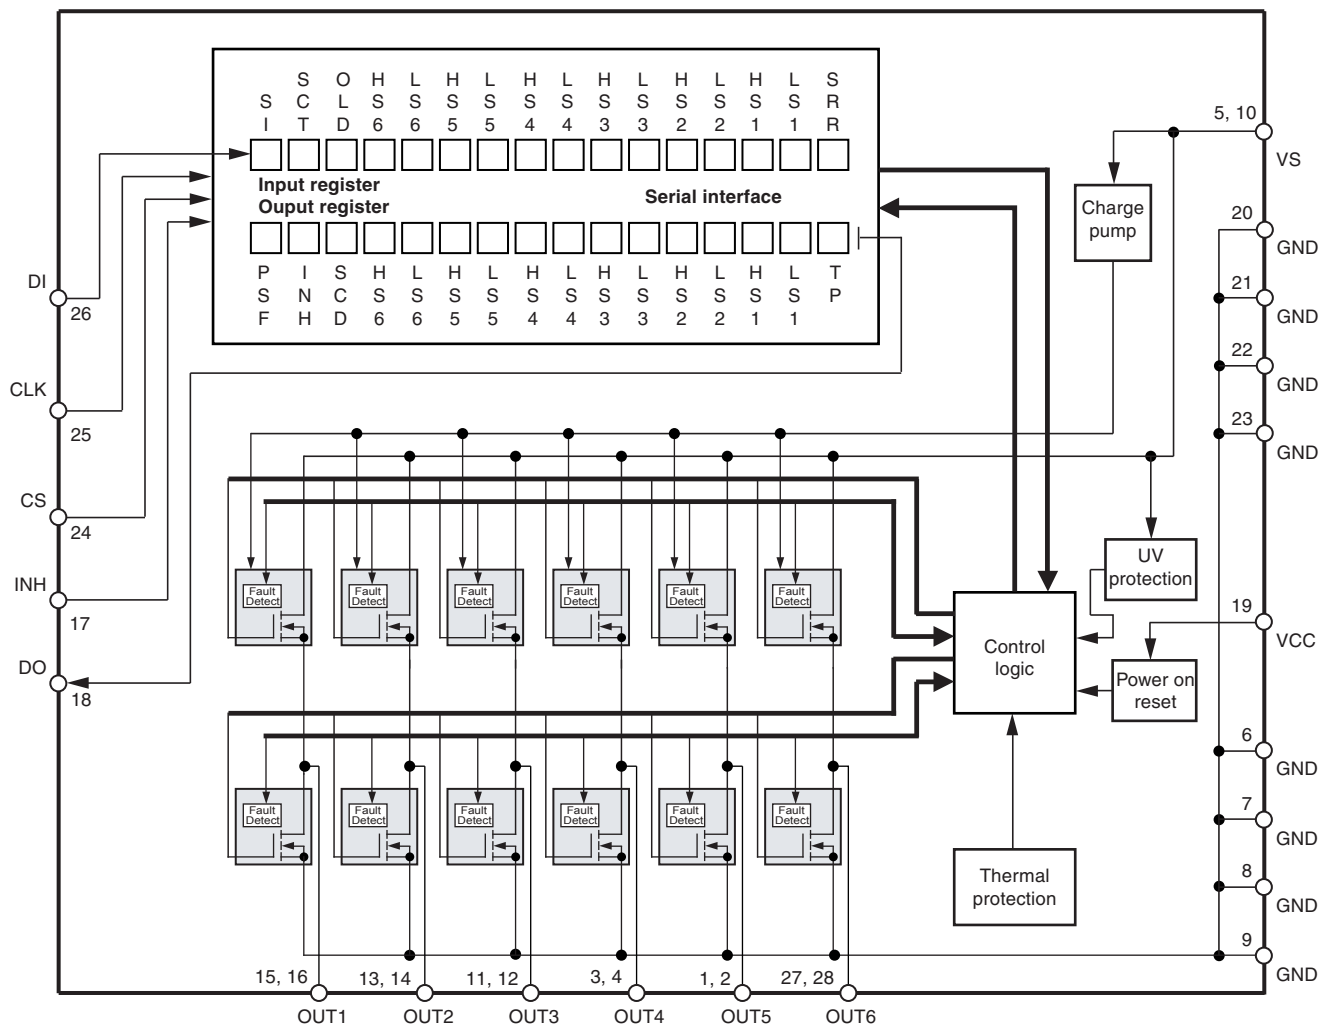 S O H L H L H L H L H L H L S
S C L S S S S S S S S S S S S R
I T D 6 6 5 5 4 4 3 3 2 2 1 1 R
Input register
Ouput register
Serial interface
P I S H L H L H L H L H L H L T
S N C S S S S S S S S S S S S P
F H D 6 6 5 5 4 4 3 3 2 2 1 1
DI
26
CLK
25
CS
24
INH
17
DO
18
5, 10
VS
Charge
pump
20
GND
21
GND
22
GND
23
GND
UV
protection
19
VCC
Power on
reset
Control
logic
Thermal
protection
6
GND
7
GND
8
GND
9
GND
Fault
Detect
Fault
Detect
Fault
Detect
Fault
Detect
Fault
Detect
Fault
Detect
Fault
Detect
Fault
Detect
Fault
Detect
Fault
Detect
Fault
Detect
Fault
Detect
15, 16
13, 14
11, 12
3, 4
1, 2
27, 28
OUT1
OUT2
OUT3
OUT4
OUT5
OUT6